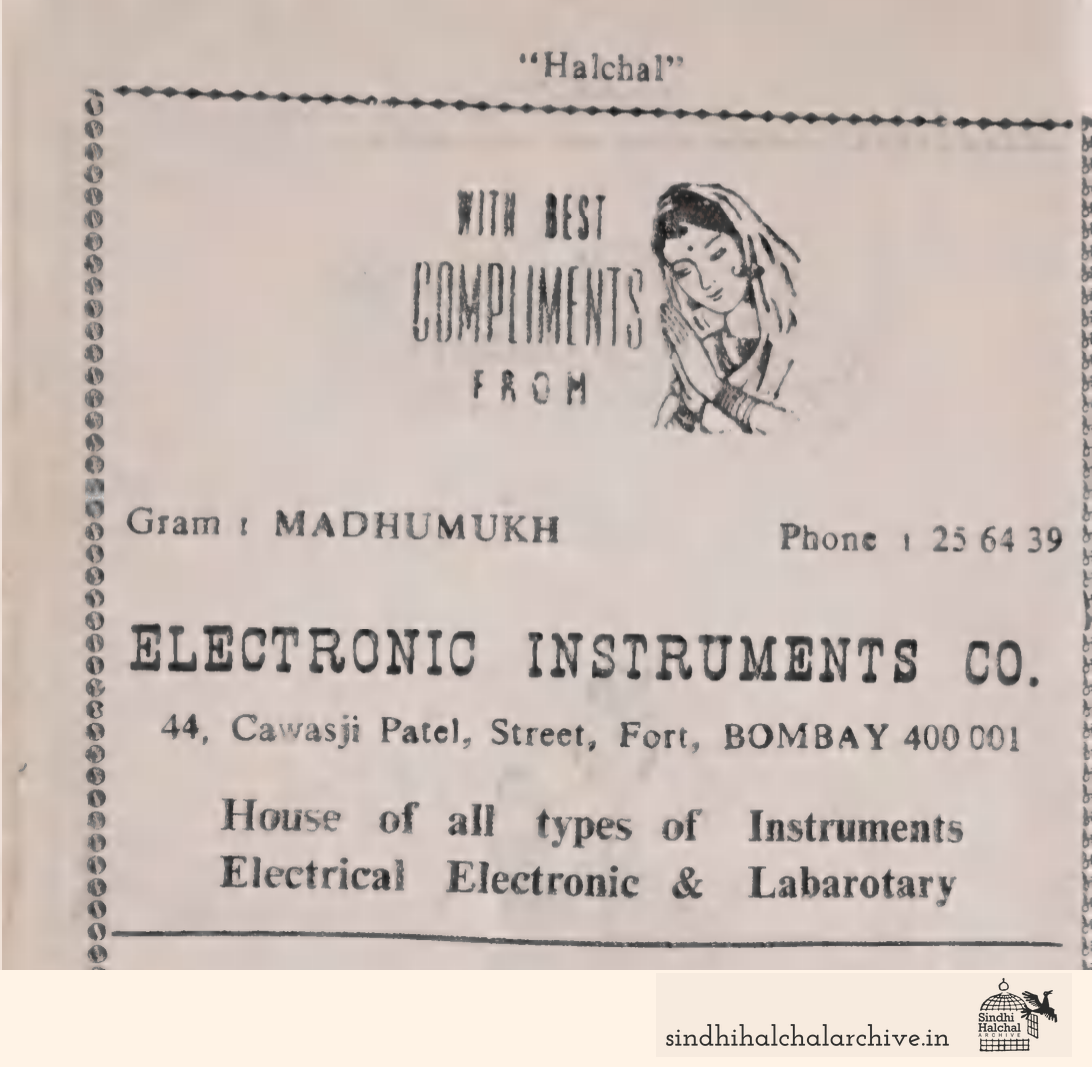 “Halchal”
WITH BEST
COMPLIMENTS
FROM
Gram : MADHUMUKH
Phone : 25 64 39
ELECTRONIC INSTRUMENTS CO.
44, Cawasji Patel, Street, Fort, BOMBAY 400 001
House of all types of Instruments
Electrical Electronic & Labarotary
sindhihalchalarchive.in
Sindhi
Halchal
ARCHIVE